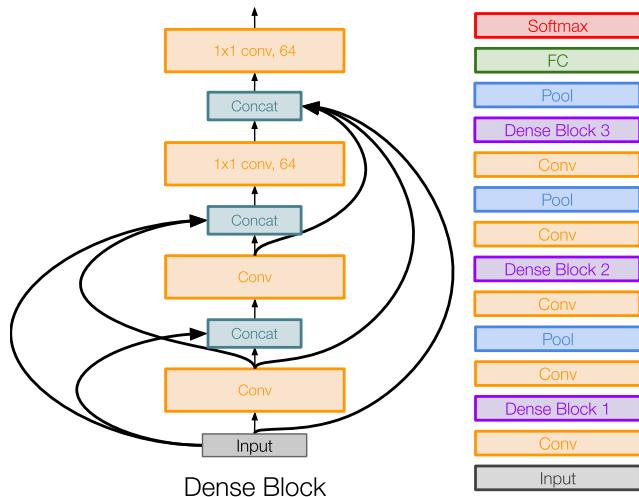 1x1 conv, 64
Concat
1x1 conv, 64
Concat
Conv
Concat
Conv
Input
Dense Block
Softmax
FC
Pool
Dense Block 3
Conv
Pool
Conv
Dense Block 2
Conv
Pool
Conv
Dense Block 1
Conv
Input